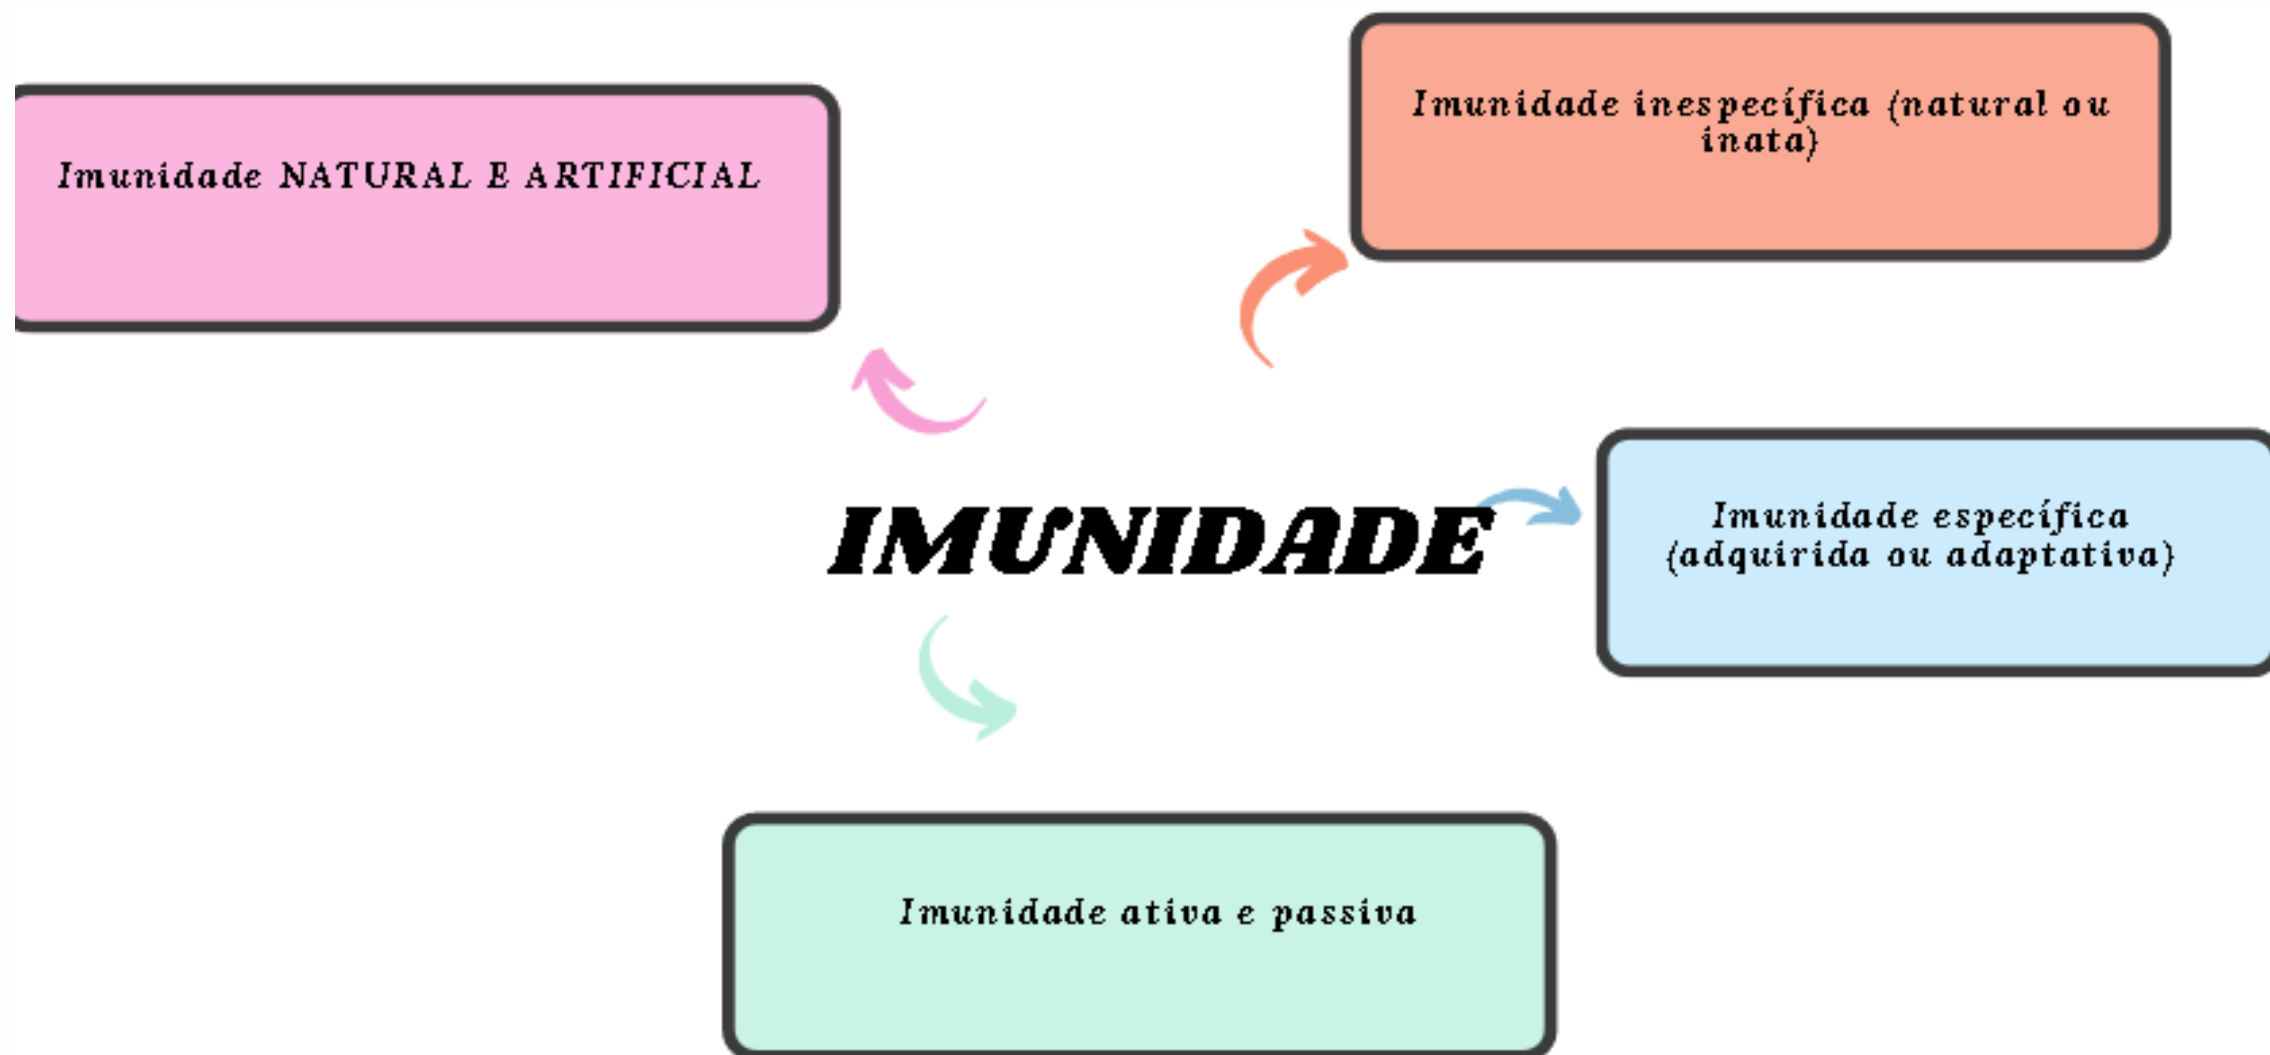 Imunidade inespecífica (natural ou
inata)
Imunidade NATURAL E ARTIFICIAL
IMUNIDADE
Imunidade específica
(adquirida ou adaptativa)
Imunidade ativa e passiva